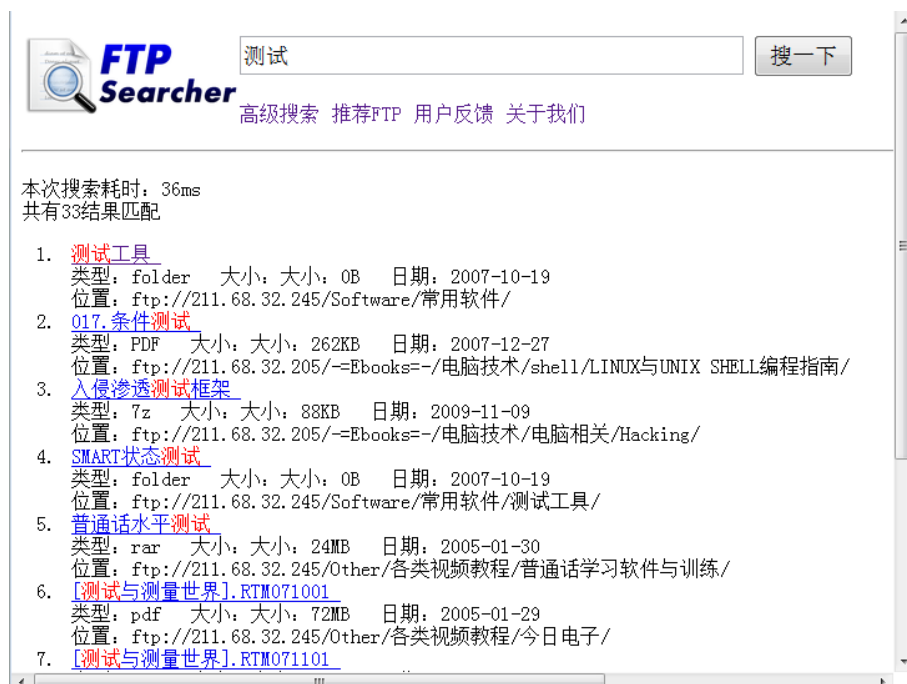 FTP
Searcher
测试
搜一下
高级搜索 推荐FTP 用户反馈 关于我们
本次搜索耗时：36ms
共有33结果匹配
1. 测试工具
类型：folder 大小：大小：0B 日期：2007-10-19
位置：ftp://211.68.32.245/Software/常用软件/
2. 017.条件测试
类型：PDF 大小：大小：262KB 日期：2007-12-27
位置：ftp://211.68.32.205/-=Ebooks=-/电脑技术/shell/LINUX与UNIX SHELL编程指南/
3. 入侵渗透测试框架
类型：7z 大小：大小：88KB 日期：2009-11-09
位置：ftp://211.68.32.205/-=Ebooks=-/电脑技术/电脑相关/Hacking/
4. SMART状态测试
类型：folder 大小：大小：0B 日期：2007-10-19
位置：ftp://211.68.32.245/Software/常用软件/测试工具/
5. 普通话水平测试
类型：rar 大小：大小：24MB 日期：2005-01-30
位置：ftp://211.68.32.245/Other/各类视频教程/普通话学习软件与训练/
6. [测试与测量世界].RTM071001
类型：pdf 大小：大小：72MB 日期：2005-01-29
位置：ftp://211.68.32.245/Other/各类视频教程/今日电子/
7. [测试与测量世界].RTM071101